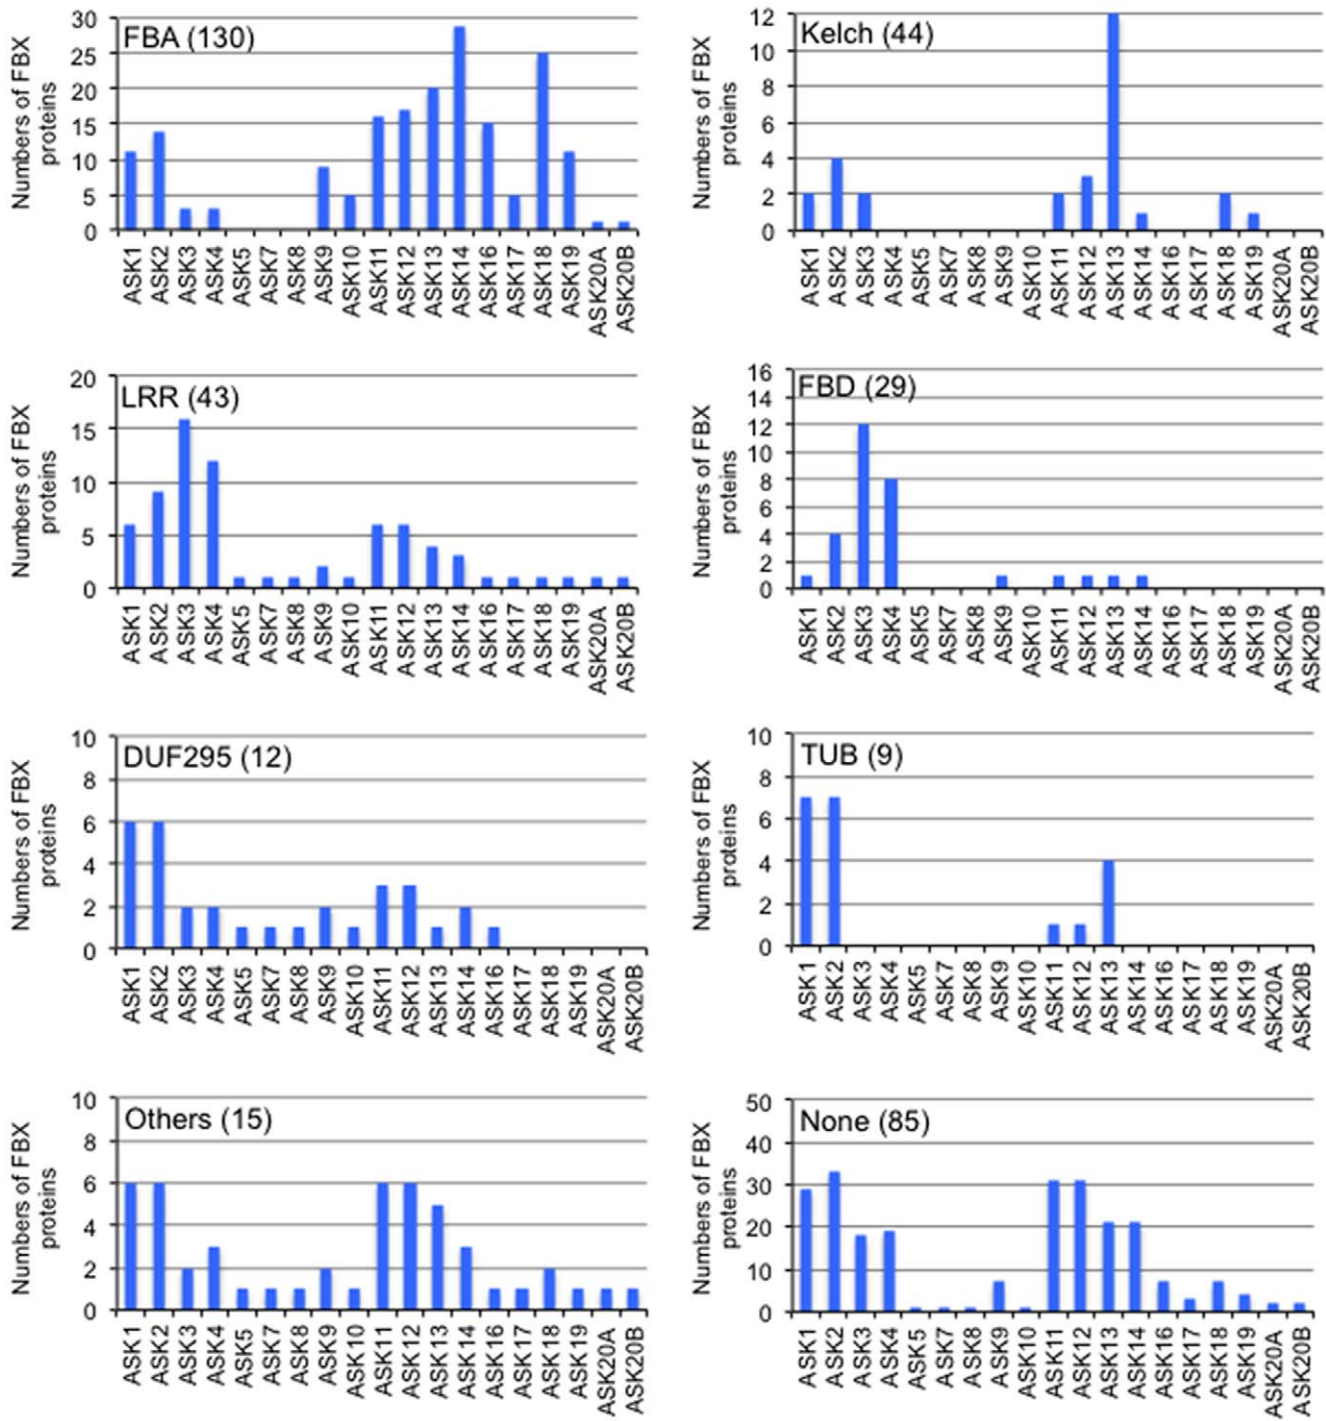 FBA (130)
Numbers of FBX
proteins
30
25
20
15
10
5
0
ASK1
ASK2
ASK3
ASK4
ASK5
ASK7
ASK8
ASK9
ASK10
ASK11
ASK12
ASK13
ASK14
ASK16
ASK17
ASK18
ASK19
ASK20A
ASK20B
Kelch (44)
Numbers of FBX
proteins
12
10
8
6
4
2
0
ASK1
ASK2
ASK3
ASK4
ASK5
ASK7
ASK8
ASK9
ASK10
ASK11
ASK12
ASK13
ASK14
ASK16
ASK17
ASK18
ASK19
ASK20A
ASK20B
LRR (43)
Numbers of FBX
proteins
20
15
10
5
0
ASK1
ASK2
ASK3
ASK4
ASK5
ASK7
ASK8
ASK9
ASK10
ASK11
ASK12
ASK13
ASK14
ASK16
ASK17
ASK18
ASK19
ASK20A
ASK20B
FBD (29)
Numbers of FBX
proteins
16
14
12
10
8
6
4
2
0
ASK1
ASK2
ASK3
ASK4
ASK5
ASK7
ASK8
ASK9
ASK10
ASK11
ASK12
ASK13
ASK14
ASK16
ASK17
ASK18
ASK19
ASK20A
ASK20B
DUF295 (12)
Numbers of FBX
proteins
10
8
6
4
2
0
ASK1
ASK2
ASK3
ASK4
ASK5
ASK7
ASK8
ASK9
ASK10
ASK11
ASK12
ASK13
ASK14
ASK16
ASK17
ASK18
ASK19
ASK20A
ASK20B
TUB (9)
Numbers of FBX
proteins
10
8
6
4
2
0
ASK1
ASK2
ASK3
ASK4
ASK5
ASK7
ASK8
ASK9
ASK10
ASK11
ASK12
ASK13
ASK14
ASK16
ASK17
ASK18
ASK19
ASK20A
ASK20B
Others (15)
Numbers of FBX
proteins
10
8
6
4
2
0
ASK1
ASK2
ASK3
ASK4
ASK5
ASK7
ASK8
ASK9
ASK10
ASK11
ASK12
ASK13
ASK14
ASK16
ASK17
ASK18
ASK19
ASK20A
ASK20B
None (85)
Numbers of FBX
proteins
50
40
30
20
10
0
ASK1
ASK2
ASK3
ASK4
ASK5
ASK7
ASK8
ASK9
ASK10
ASK11
ASK12
ASK13
ASK14
ASK16
ASK17
ASK18
ASK19
ASK20A
ASK20B